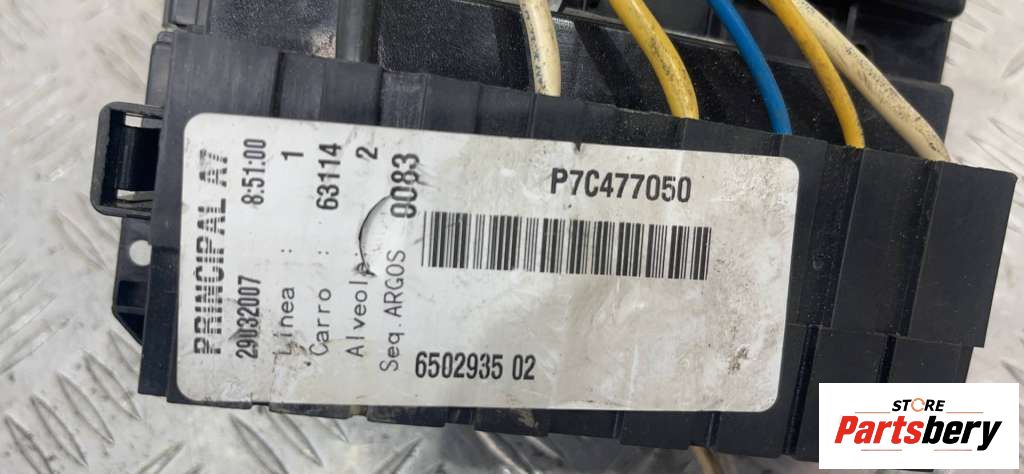 PRINCIPAL A7
29032007 8:51:00
Linea : 1
Carro : 63114
Alveolo 2
Seq.ARGOS 0083
P7C477050
6502935 02
STORE
Partsbery